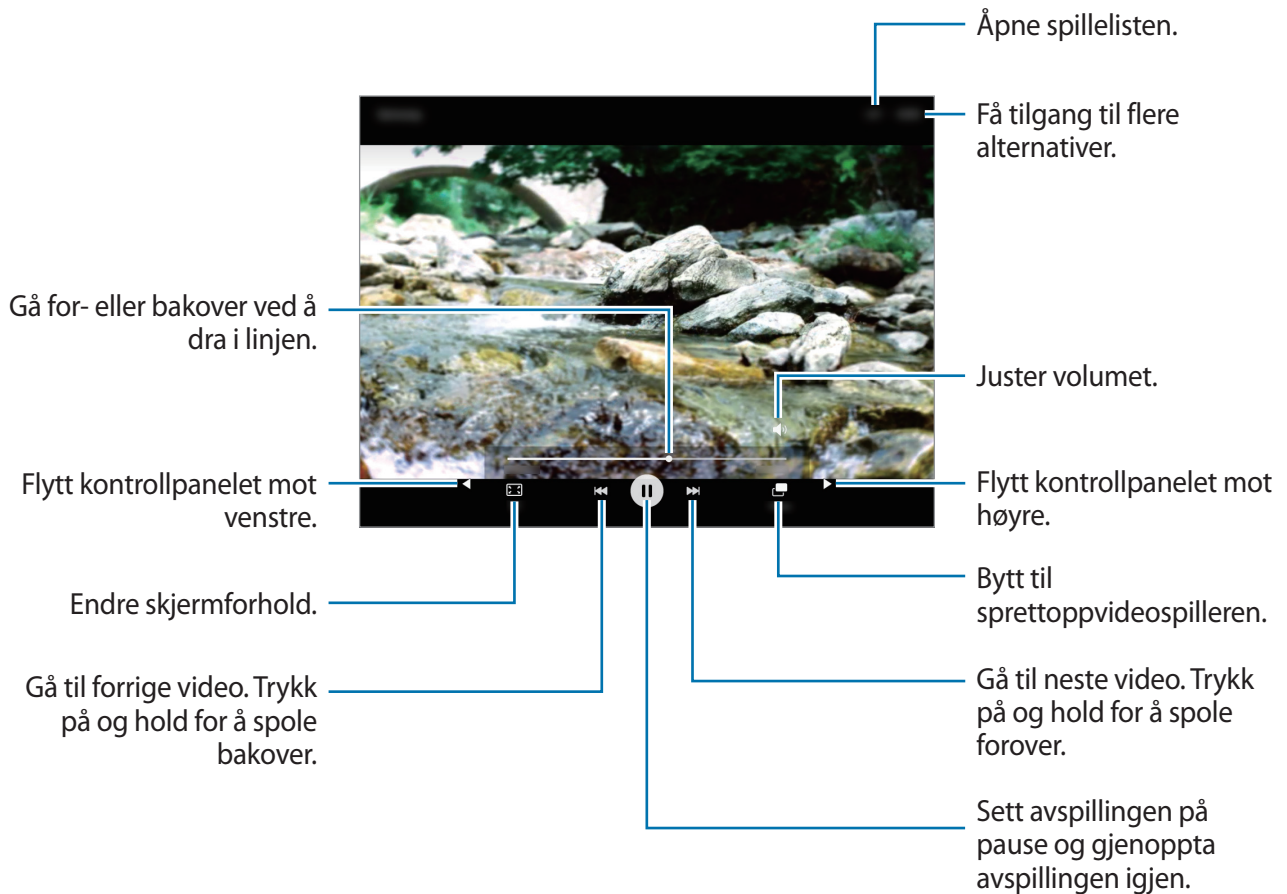 Åpne spillelisten.
Få tilgang til flere
alternativer.
Gå for- eller bakover ved å
dra i linjen.
Juster volumet.
Flytt kontrollpanelet mot
venstre.
Flytt kontrollpanelet mot
høyre.
Endre skjermforhold.
Bytt til
sprettoppvideospilleren.
Gå til forrige video. Trykk
på og hold for å spole
bakover.
Gå til neste video. Trykk
på og hold for å spole
forover.
Sett avspillingen på
pause og gjenoppta
avspillingen igjen.